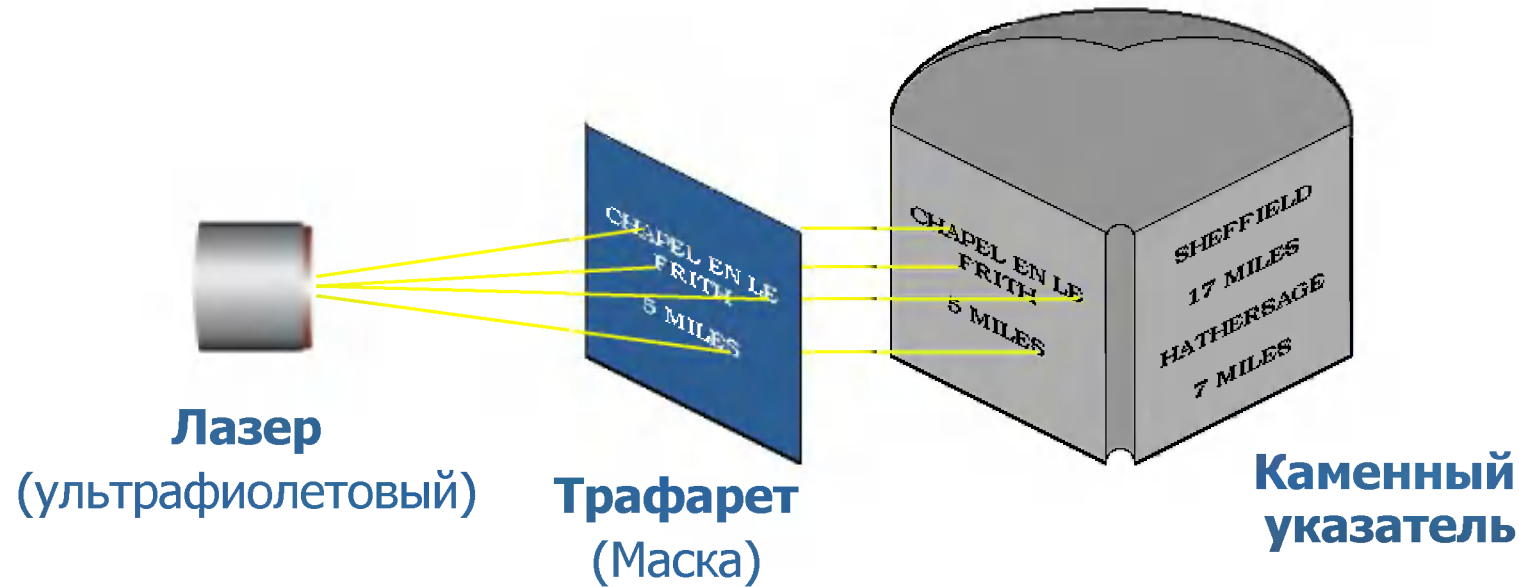 CHAPEL EN LE
FRITH
5 MILES
CHAPEL EN LE
FRITH
5 MILES
SHEFFIELD
17 MILES
HATHERSAGE
7 MILES
Лазер
(ультрафиолетовый)
Трафарет
(Маска)
Каменный
указатель